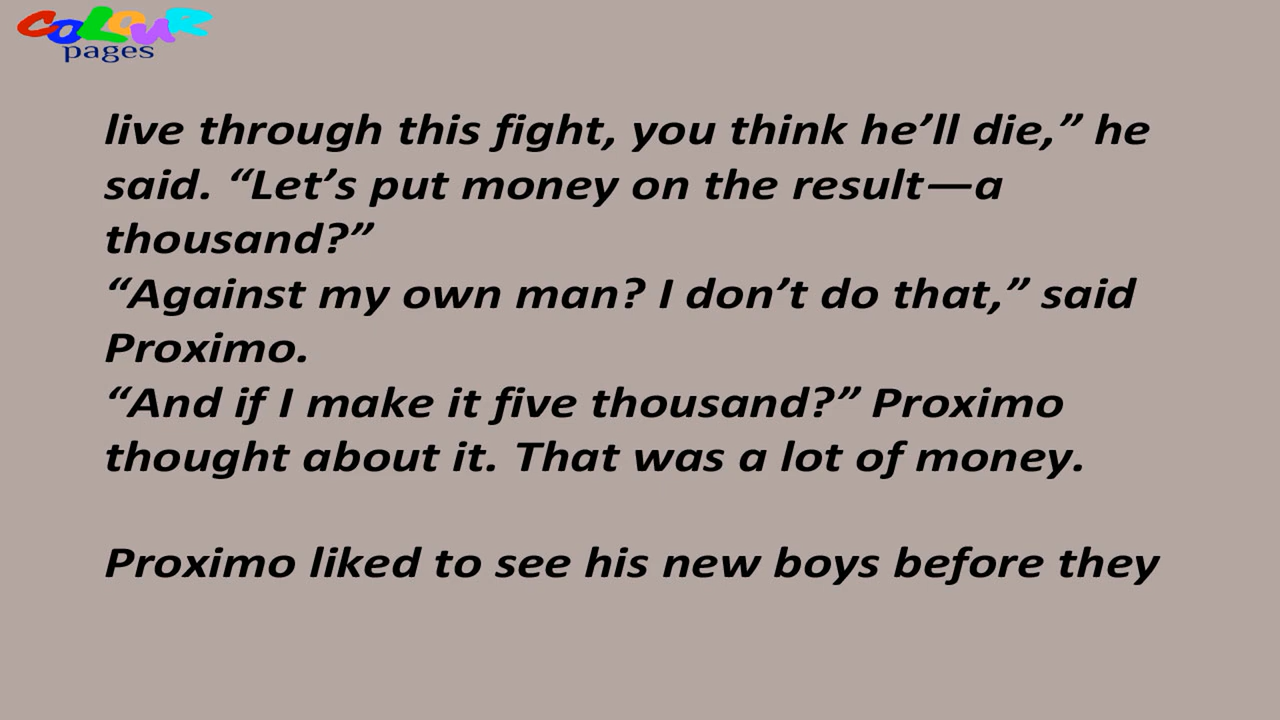 COLOUR
pages
live through this fight, you think he’ll die,” he
said. “Let’s put money on the result—a
thousand?”
“Against my own man? I don’t do that,” said
Proximo.
“And if I make it five thousand?” Proximo
thought about it. That was a lot of money.
Proximo liked to see his new boys before they